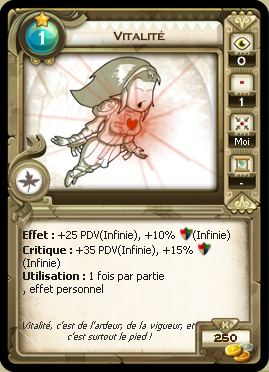 1
VITALITÉ
0
1
Moi
-
Effet : +25 PDV(Infinie), +10% (Infinie)
Critique : +35 PDV(Infinie), +15%
(Infinie)
Utilisation : 1 fois par partie
, effet personnel
Vitalité, c'est de l'ardeur, de la vigueur, et
c'est surtout le pied !
K
250